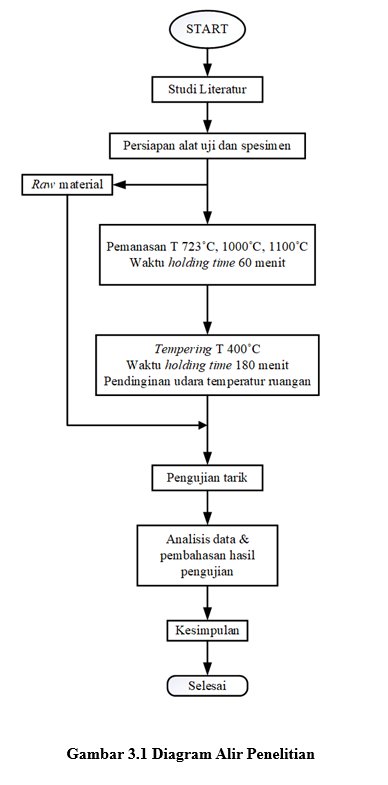 START
Studi Literatur
Persiapan alat uji dan spesimen
Raw material
Pemanasan T 723˚C, 1000˚C, 1100˚C
Waktu holding time 60 menit
Tempering T 400˚C
Waktu holding time 180 menit
Pendinginan udara temperatur ruangan
Pengujian tarik
Analisis data &
pembahasan hasil
pengujian
Kesimpulan
Selesai
Gambar 3.1 Diagram Alir Penelitian